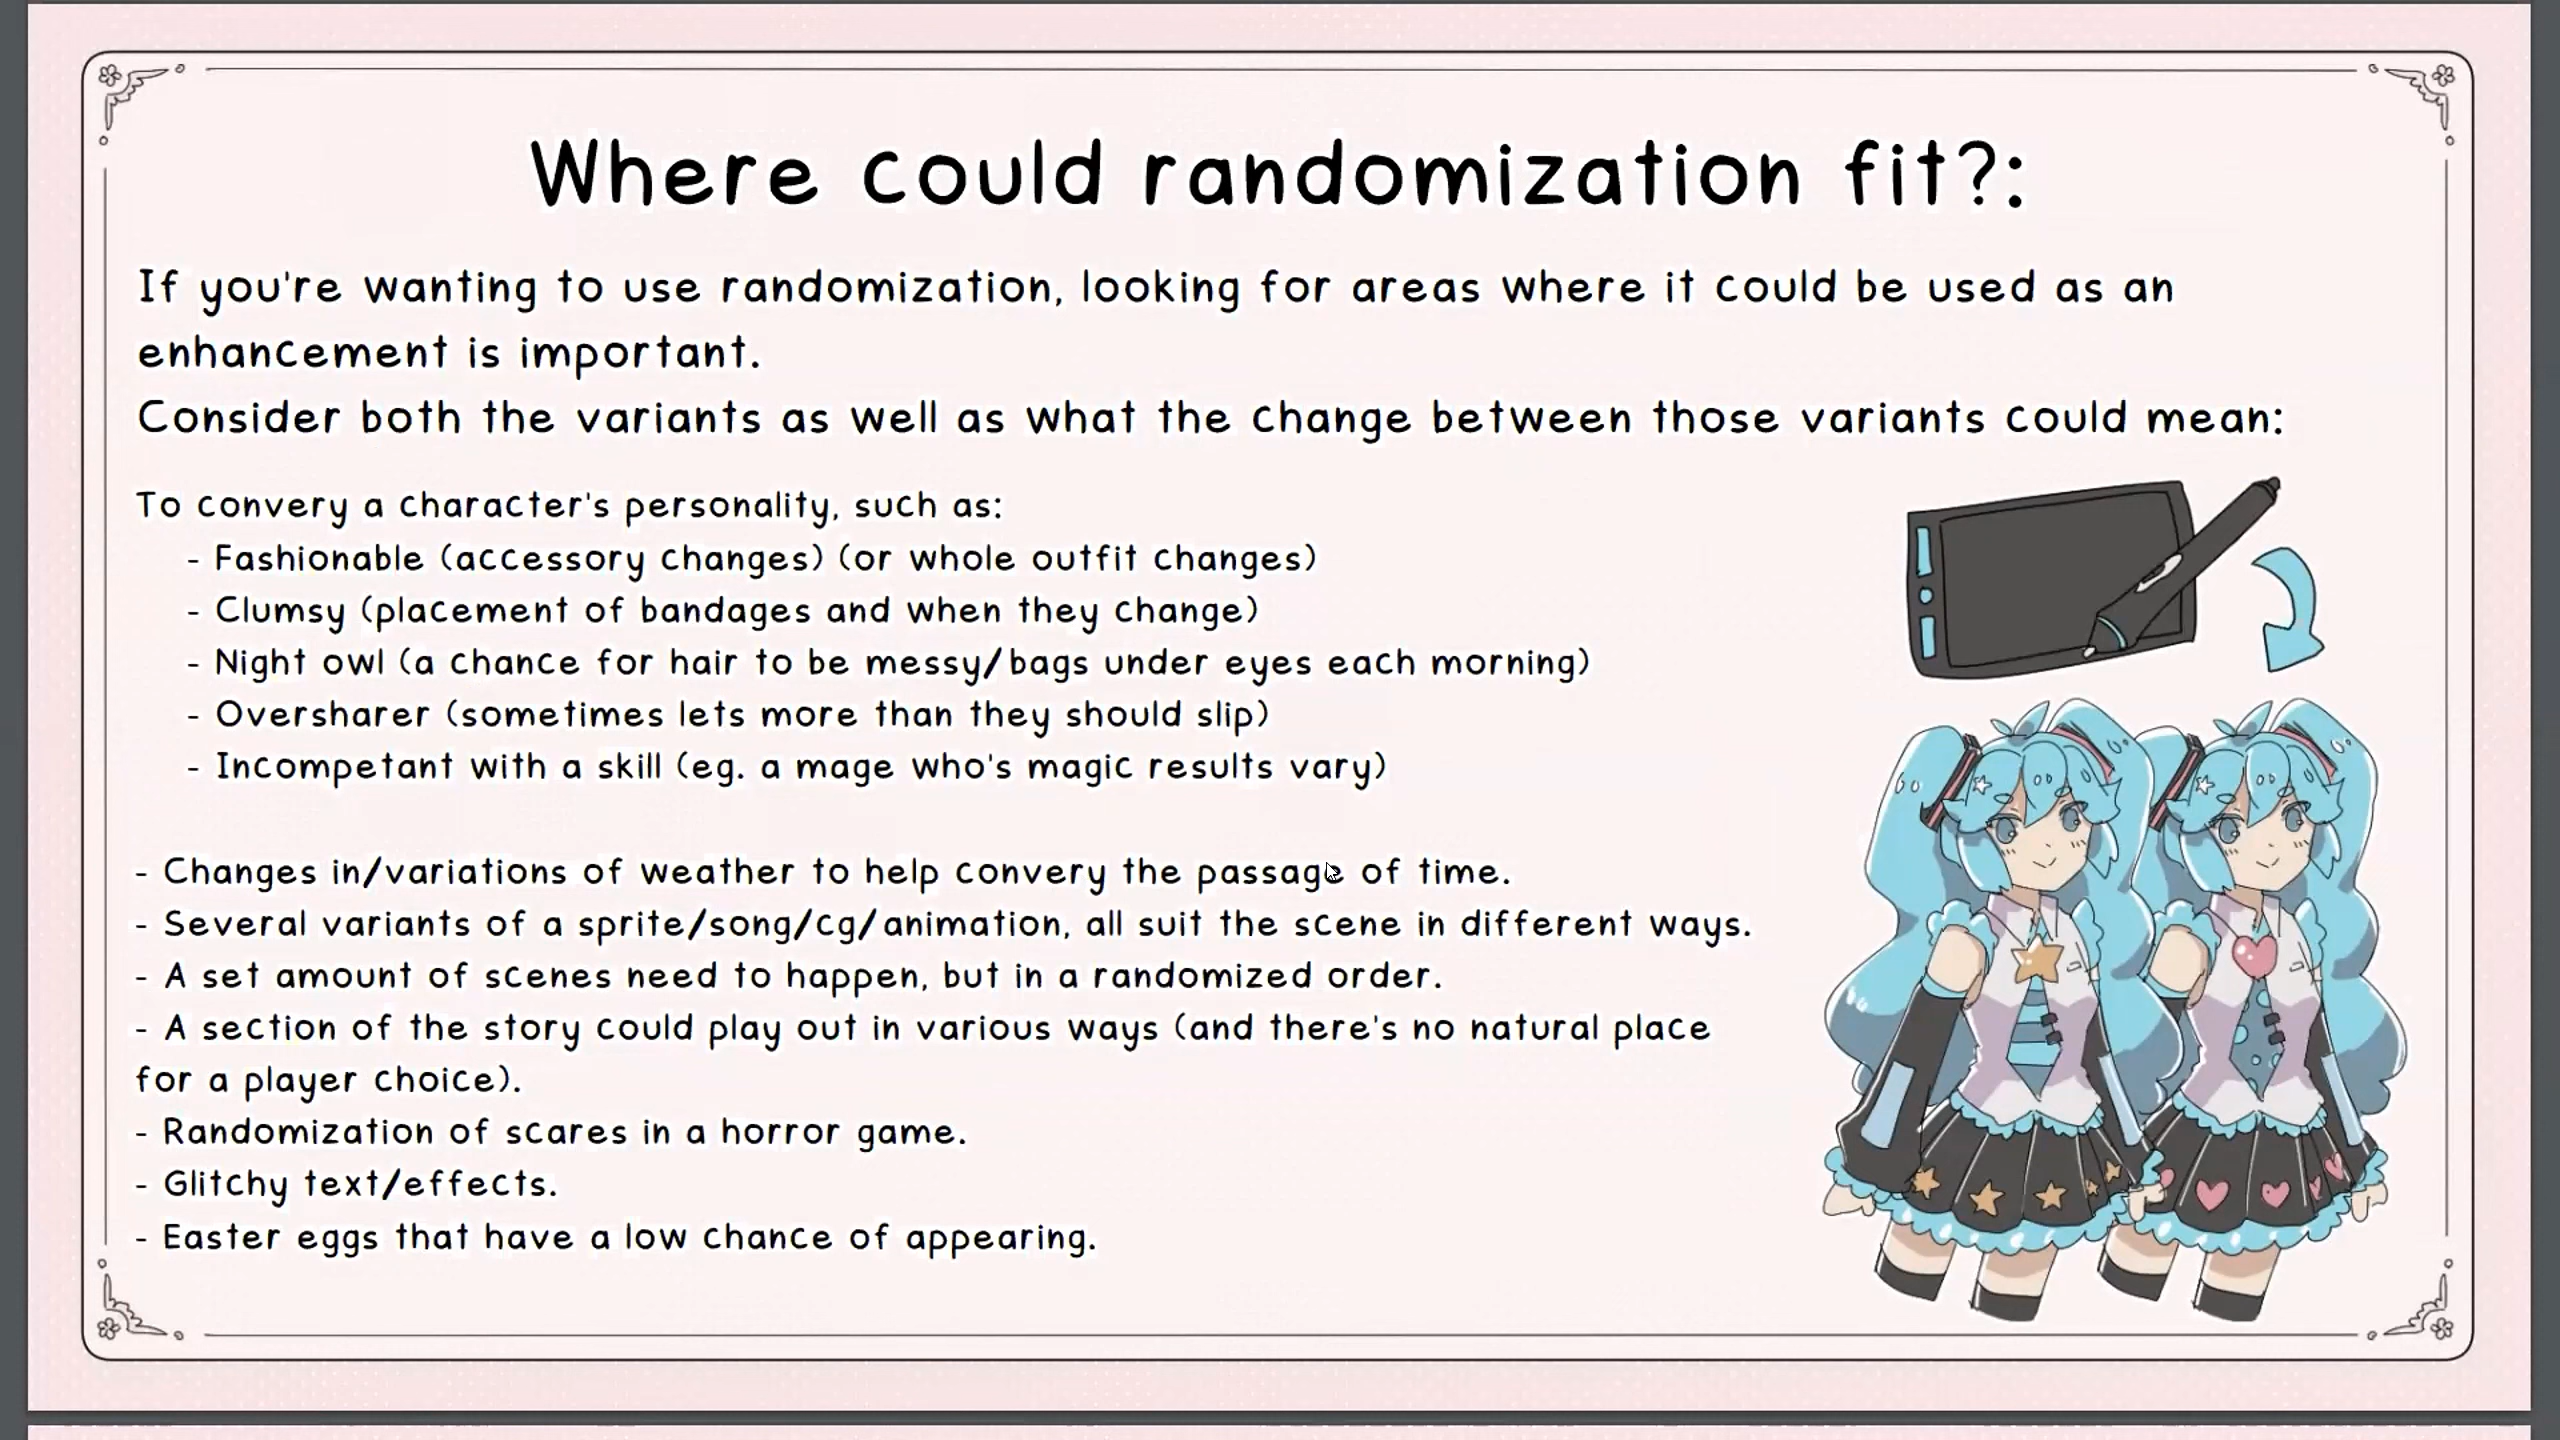 Where could randomization fit?:
If you're wanting to use randomization, looking for areas where it could be used as an
enhancement is important.
Consider both the variants as well as what the change between those variants could mean:
To convery a character's personality, such as:
- Fashionable (accessory changes) (or whole outfit changes)
- Clumsy (placement of bandages and when they change)
- Night owl (a chance for hair to be messy/bags under eyes each morning)
- Oversharer (sometimes lets more than they should slip)
- Incompetant with a skill (eg. a mage who's magic results vary)
- Changes in/variations of weather to help convery the passage of time.
- Several variants of a sprite/song/cg/animation, all suit the scene in different ways.
- A set amount of scenes need to happen, but in a randomized order.
- A section of the story could play out in various ways (and there's no natural place
for a player choice).
- Randomization of scares in a horror game.
- Glitchy text/effects.
- Easter eggs that have a low chance of appearing.